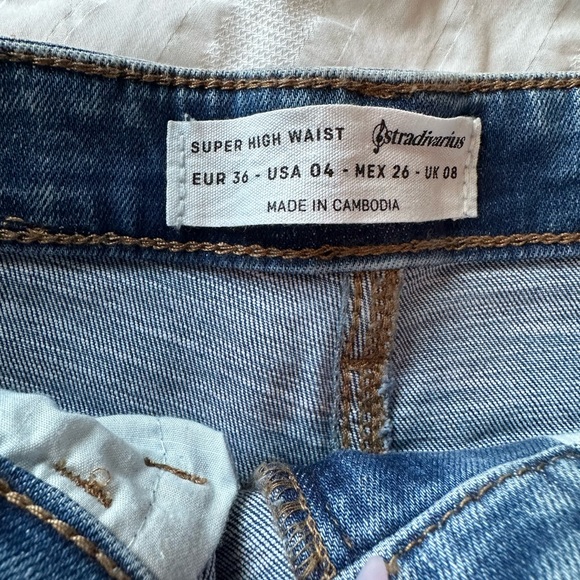 SUPER HIGH WAIST stradivarius
EUR 36 - USA 04 - MEX 26 - UK 08
MADE IN CAMBODIA